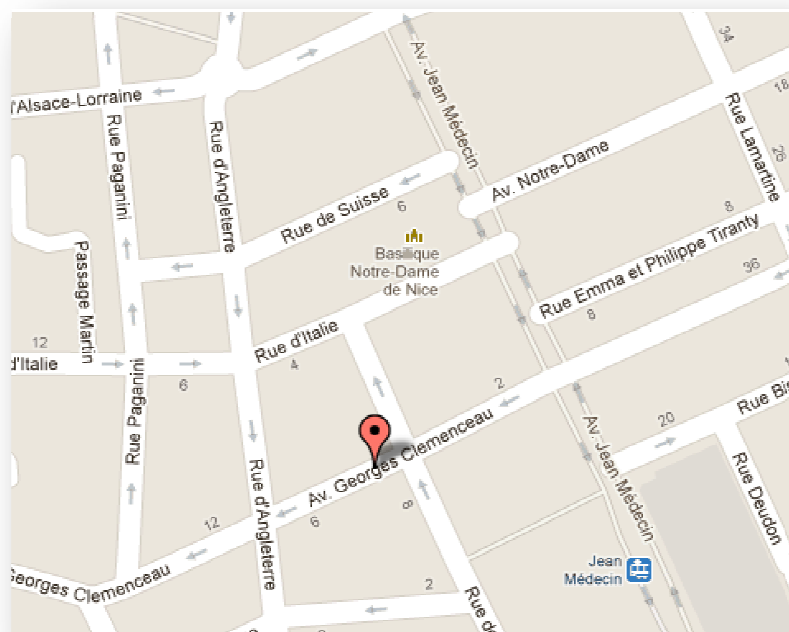 34
Av. Jean Médecin
18
l'Alsace-Lorraine
Rue Lamartine
26
Rue Paganini
Rue d'Angleterre
Av. Notre-Dame
Rue de Suisse
6
8
Basilique
Notre-Dame
de Nice
Rue Emma et Philippe Tiranty
36
8
Passage Martin
12
d'Italie
6
Rue d'Italie
4
2
Rue Paganini
Av. Georges Clemenceau
20
Rue Bis
Av. Jean Médecin
Rue Deudon
Rue d'Angleterre
12
6
8
Georges Clemenceau
Jean
Médecin
2
Rue de